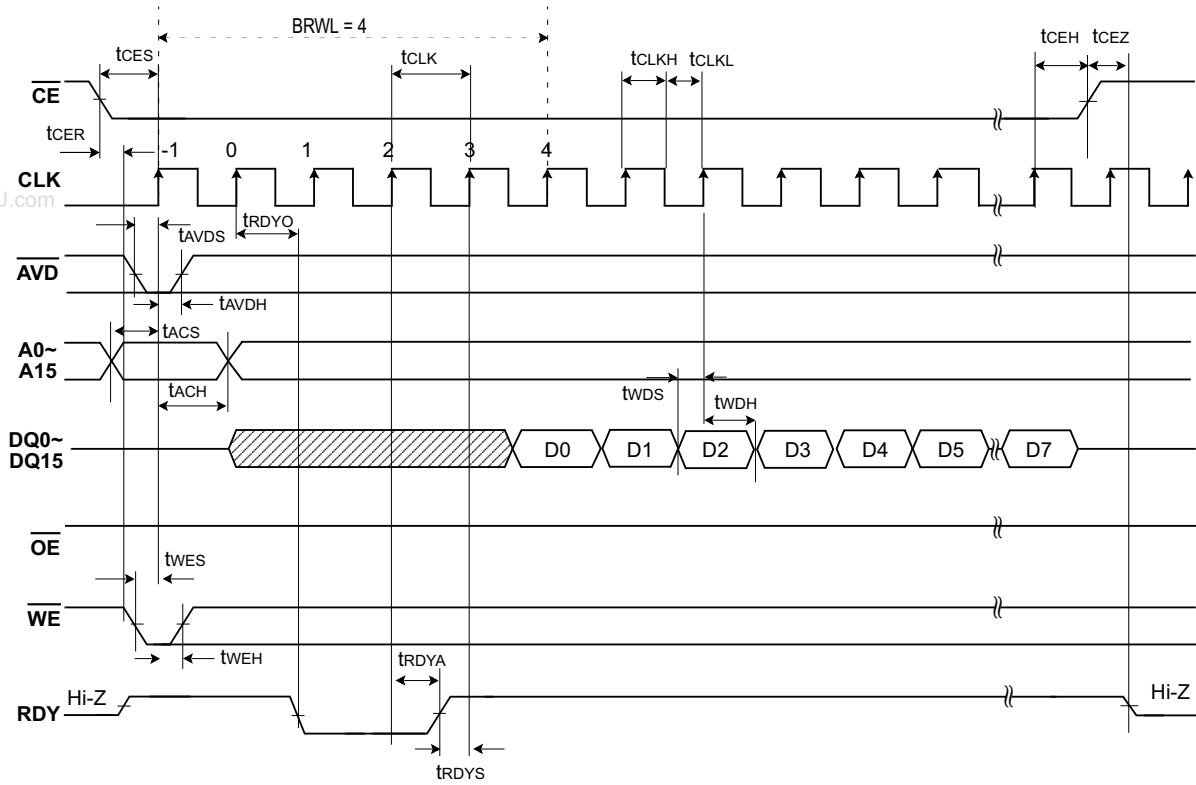 BRWL = 4
tCES
tCLK
tCLKH
tCLKL
tCEH
tCEZ
CE
tCER
-1 0 1 2 3 4
CLK
J.com
tRDYO
tAVDS
AVD
tAVDH
tACS
A0~
A15
tACH
tWDS
tWDH
DQ0~
DQ15
D0 D1 D2 D3 D4 D5 D7
OE
tWES
WE
tWEH
tRDYA
Hi-Z
RDY
Hi-Z
tRDYS